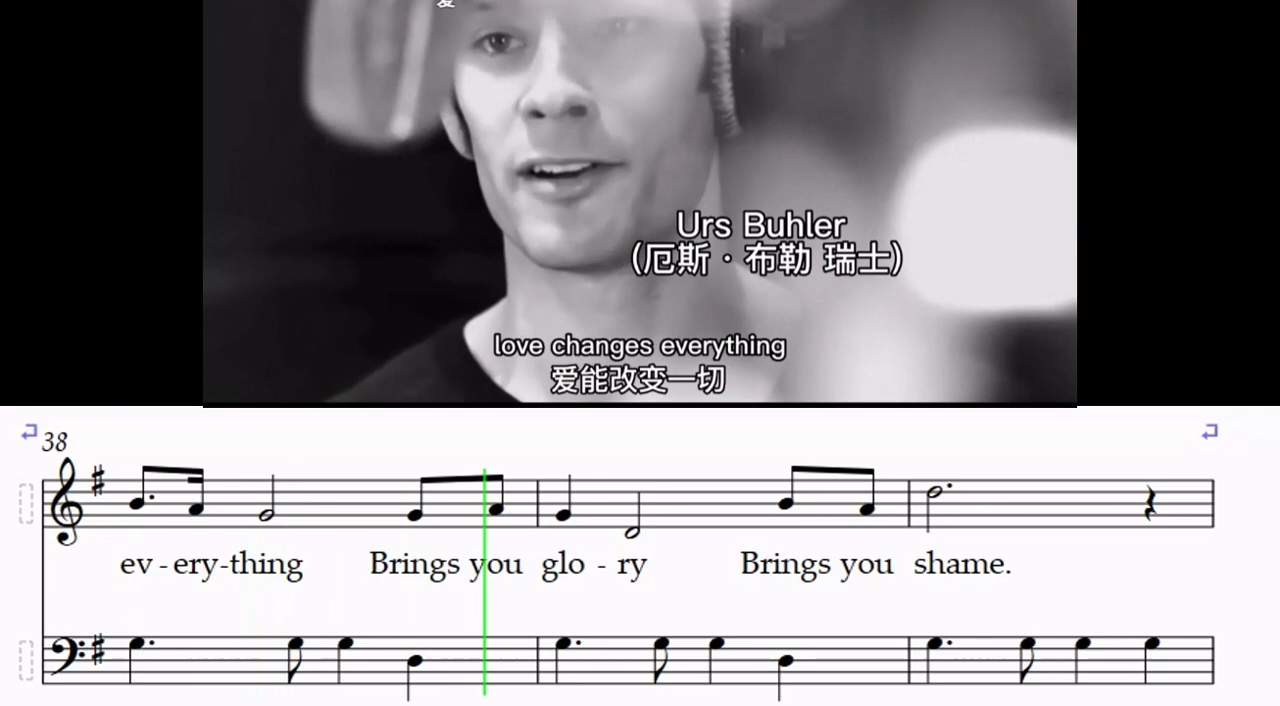 爱
Urs Buhler
(厄斯·布勒 瑞士)
love changes everything
爱能改变一切
38
ev - ery-thing Brings you glo - ry Brings you shame.